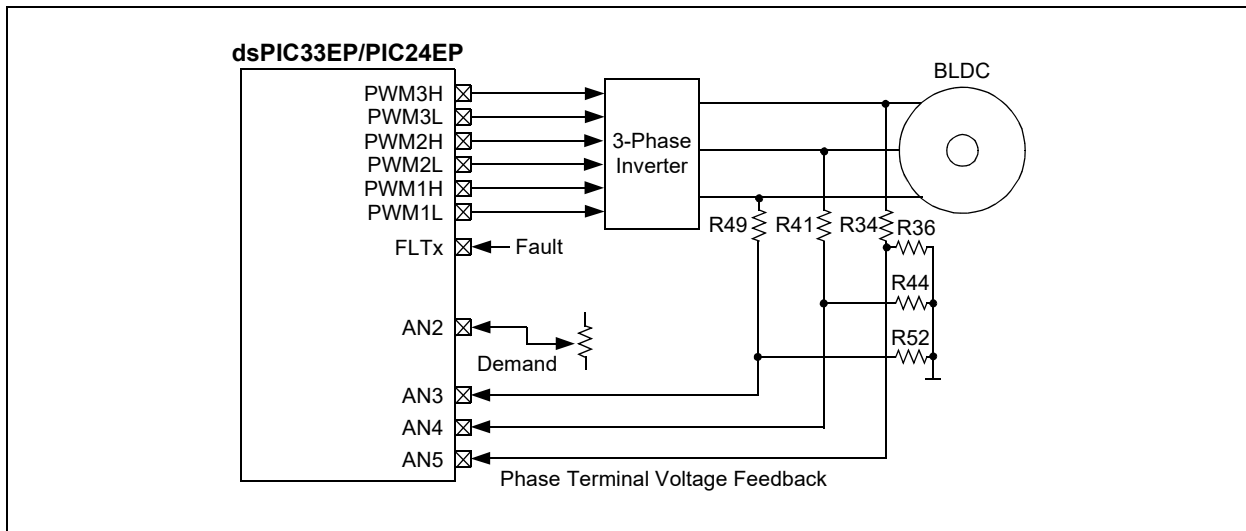 dsPIC33EP/PIC24EP
BLDC
PWM3H
PWM3L
PWM2H
PWM2L
PWM1H
PWM1L
3-Phase
Inverter
R49
R41
R34
R36
FLTx
Fault
R44
AN2
Demand
R52
AN3
AN4
AN5
Phase Terminal Voltage Feedback